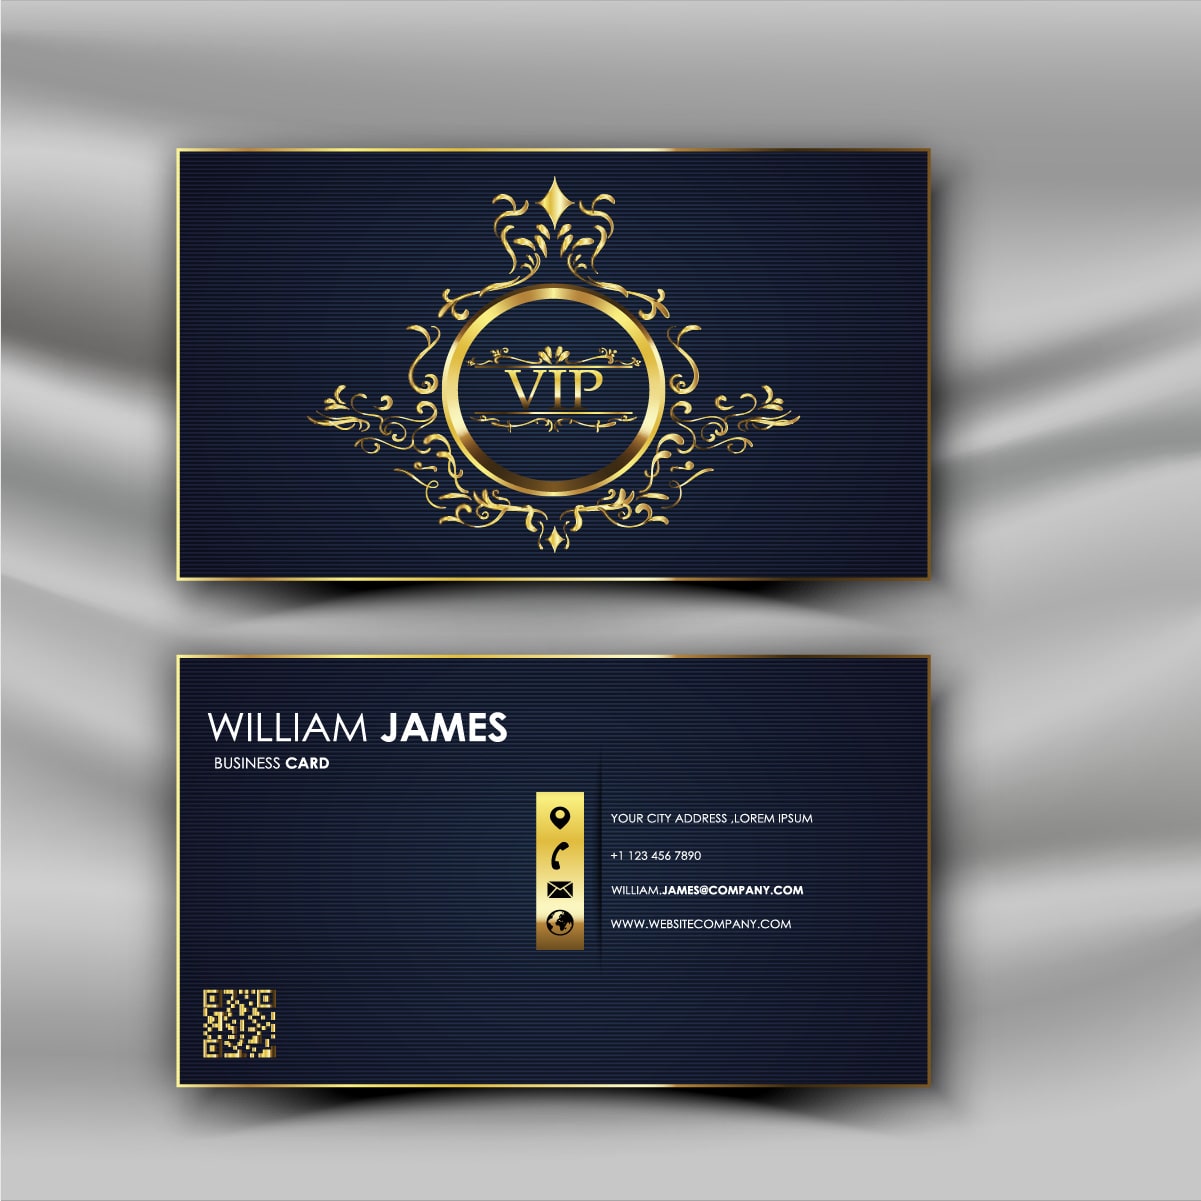 VIP
WILLIAM JAMES
BUSINESS CARD
YOUR CITY ADDRESS ,LOREM IPSUM
+1 123 456 7890
WILLIAM.JAMES@COMPANY.COM
WWW.WEBSITECOMPANY.COM